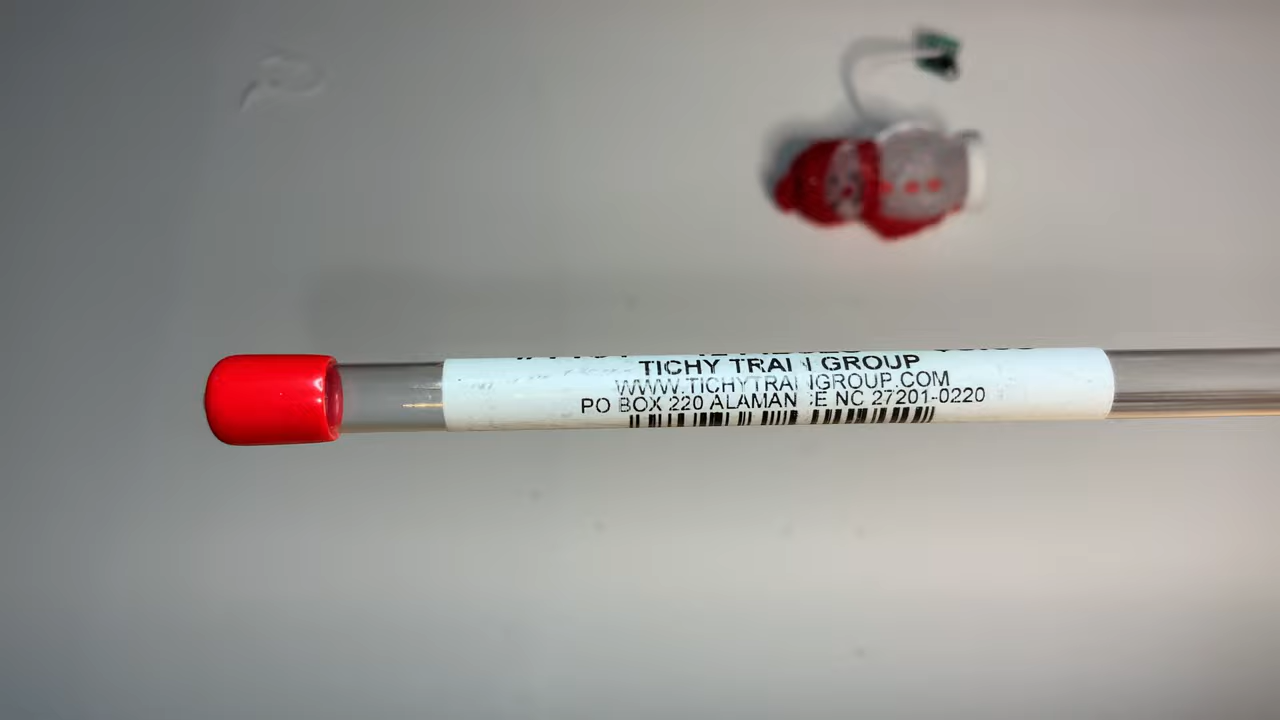 TICHY TRAIN GROUP
WWW.TICHYTRAINGROUP.COM
PO BOX 220 ALAMANCE NC 27201-0220